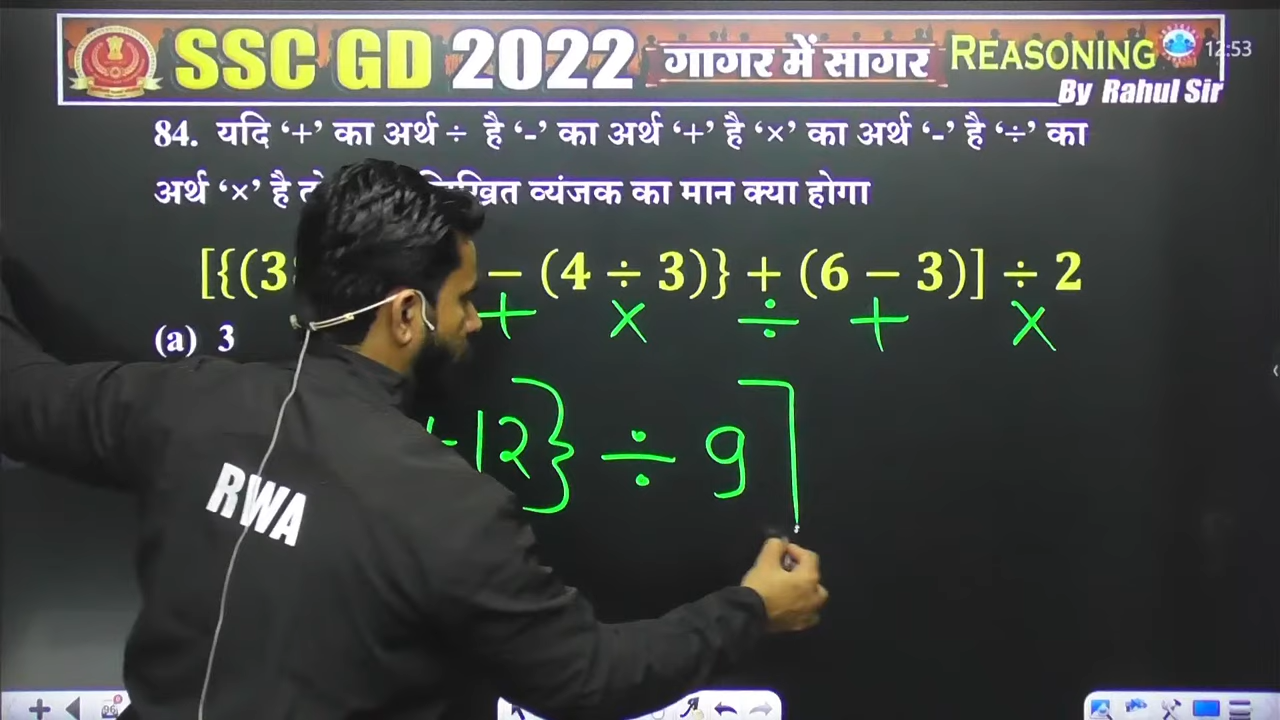 SSC GD 2022 गागर में सागर REASONING 12:53
By Rahul Sir
84. यदि ‘+’ का अर्थ ÷ है ‘-’ का अर्थ ‘+’ है ‘×’ का अर्थ ‘-’ है ‘÷’ का
अर्थ ‘×’ है व्यंजक का मान क्या होगा
[{(3 − (4 ÷ 3)} + (6 − 3)] ÷ 2
+ × ÷ + ×
(a) 3
+12} ÷ 9]
RWA